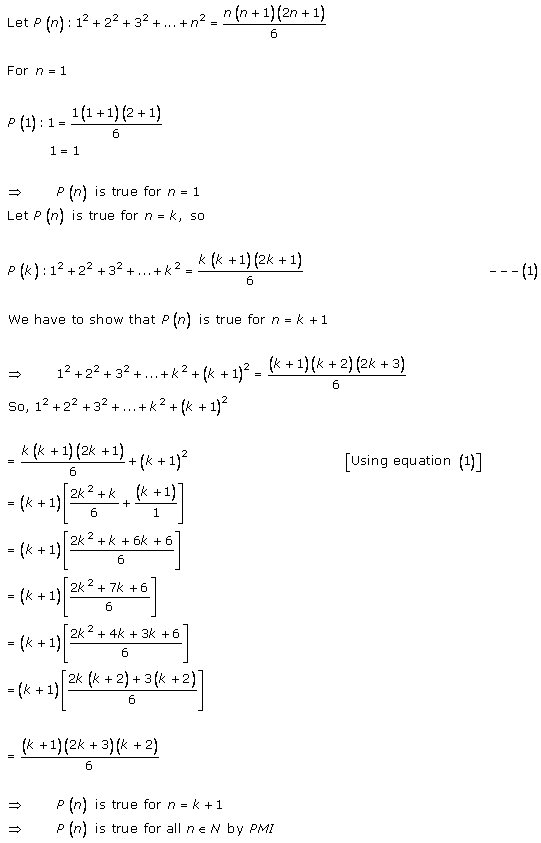 Let P(n) : 1² + 2² + 3² + ... + n² = n(n+1)(2n+1)/6
For n = 1
P(1) : 1 = 1(1+1)(2+1)/6
1 = 1
⇒ P(n) is true for n = 1
Let P(n) is true for n = k, so
P(k) : 1² + 2² + 3² + ... + k² = k(k+1)(2k+1)/6 - - - (1)
We have to show that P(n) is true for n = k + 1
⇒ 1² + 2² + 3² + ... + k² + (k+1)² = (k+1)(k+2)(2k+3)/6
So, 1² + 2² + 3² + ... + k² + (k+1)²
= k(k+1)(2k+1)/6 + (k+1)² [Using equation (1)]
= (k+1)[(2k² + k)/6 + (k+1)/1]
= (k+1)[(2k² + k + 6k + 6)/6]
= (k+1)[(2k² + 7k + 6)/6]
= (k+1)[(2k² + 4k + 3k + 6)/6]
= (k+1)[(2k(k+2) + 3(k+2))/6]
= (k+1)(2k+3)(k+2)/6
⇒ P(n) is true for n = k + 1
⇒ P(n) is true for all n ∈ N by PMI